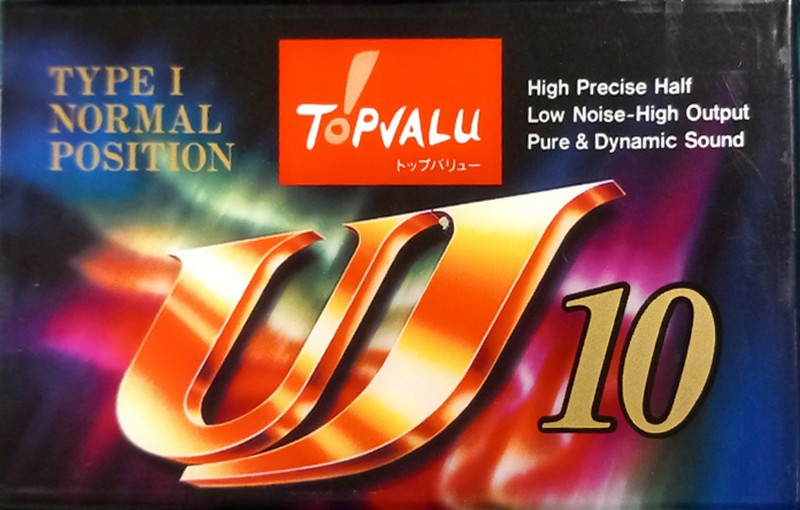 TYPE I
NORMAL
POSITION
TOPVALU
トップバリュー
High Precise Half
Low Noise-High Output
Pure & Dynamic Sound
UJ
10